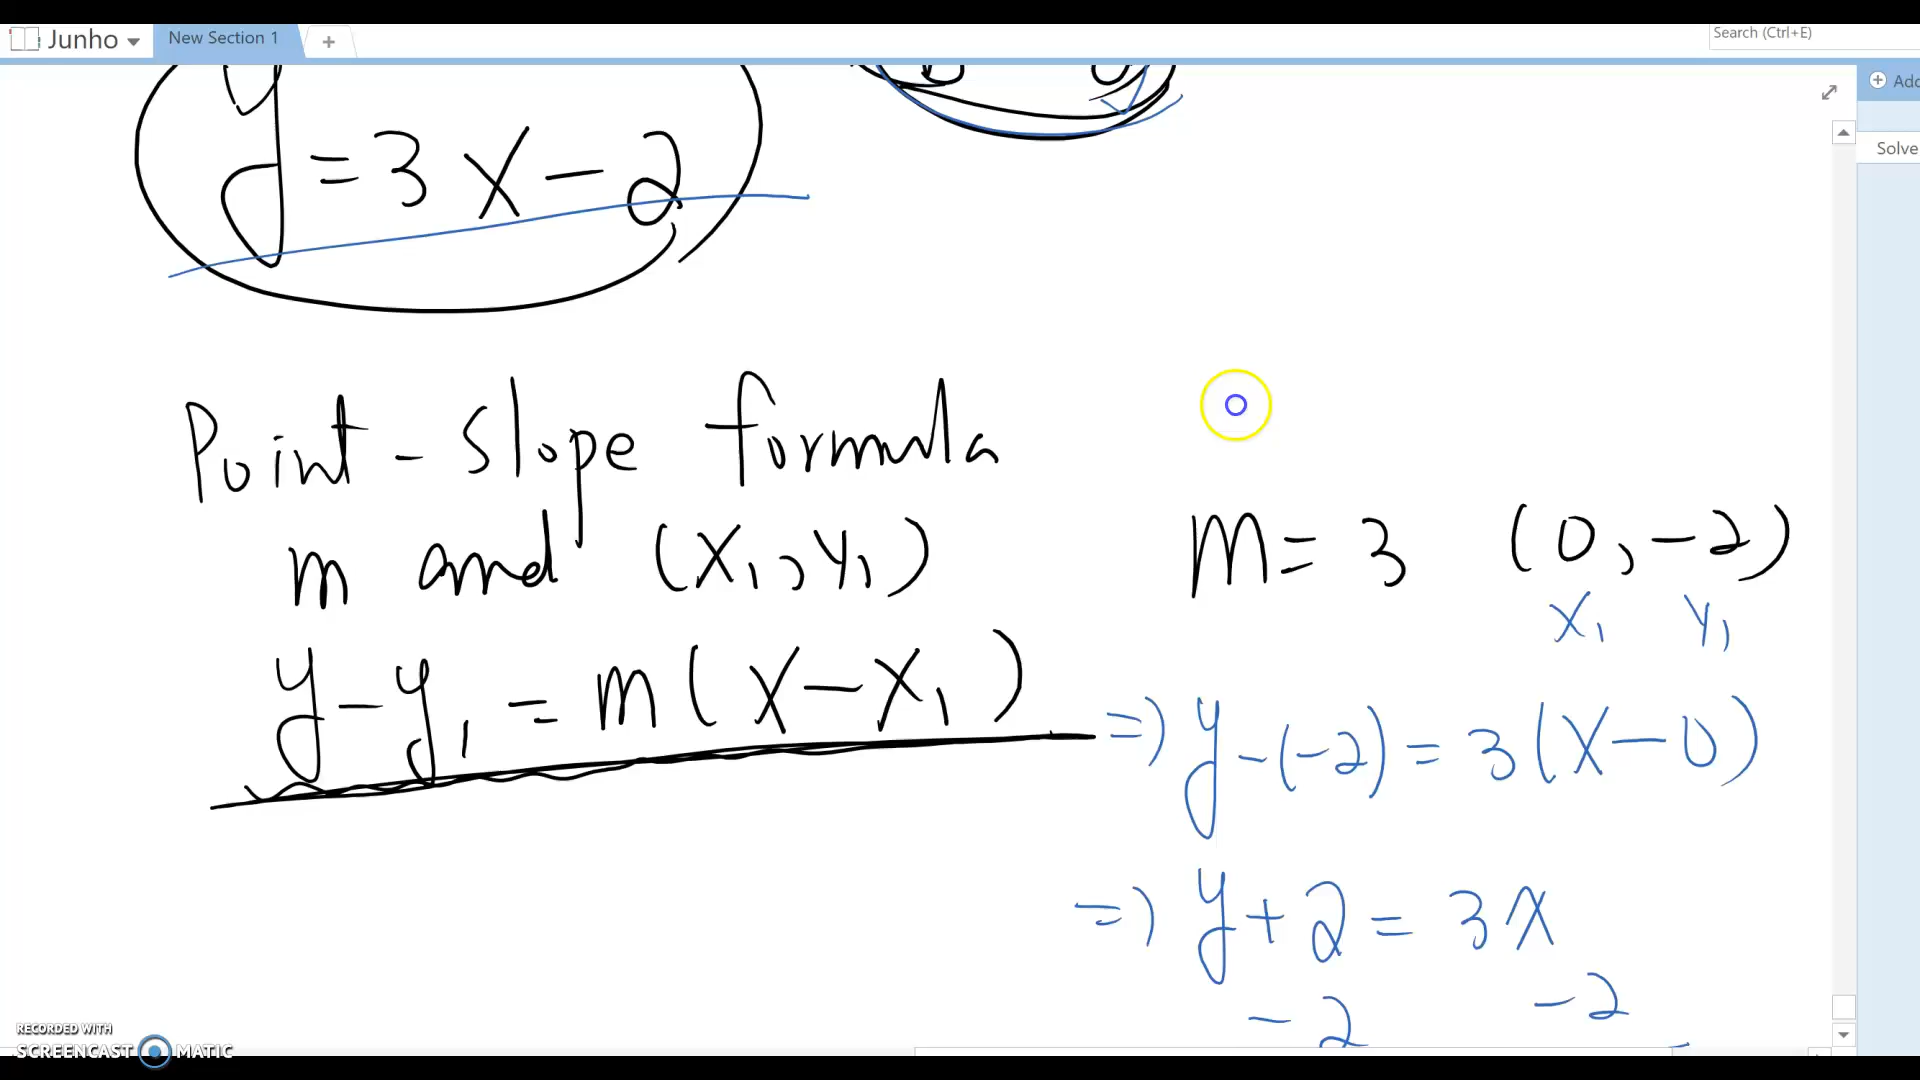 Junho New Section 1 +
Search (Ctrl+E)
Add
Solve
y = 3x - 2
Point - slope formula
m and (x₁, y₁)
y - y₁ = m(x - x₁)
m = 3 (0, -2)
x₁ y₁
=> y - (-2) = 3(x - 0)
=> y + 2 = 3x
- 2 - 2
RECORDED WITH
SCREENCAST MATIC